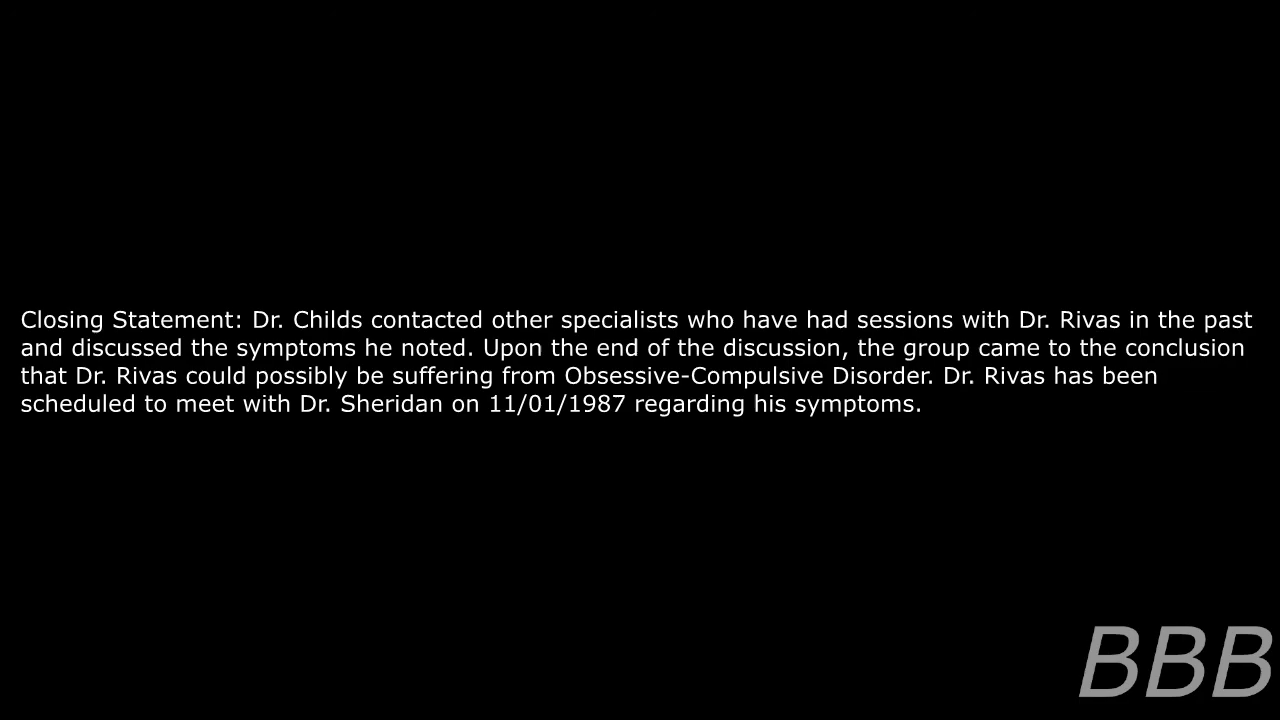 Closing Statement: Dr. Childs contacted other specialists who have had sessions with Dr. Rivas in the past
and discussed the symptoms he noted. Upon the end of the discussion, the group came to the conclusion
that Dr. Rivas could possibly be suffering from Obsessive-Compulsive Disorder. Dr. Rivas has been
scheduled to meet with Dr. Sheridan on 11/01/1987 regarding his symptoms.
BBB